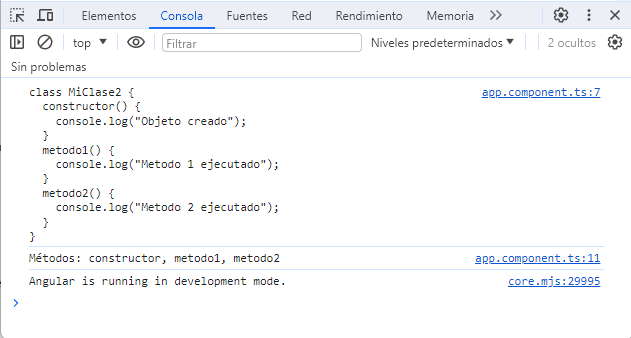 Elementos Consola Fuentes Red Rendimiento Memoria
top Filtrar Niveles predeterminados 2 ocultos
Sin problemas
class MiClase2 { app.component.ts:7
  constructor() {
    console.log("Objeto creado");
  }
  metodo1() {
    console.log("Metodo 1 ejecutado");
  }
  metodo2() {
    console.log("Metodo 2 ejecutado");
  }
}
Métodos: constructor, metodo1, metodo2 app.component.ts:11
Angular is running in development mode. core.mjs:29995